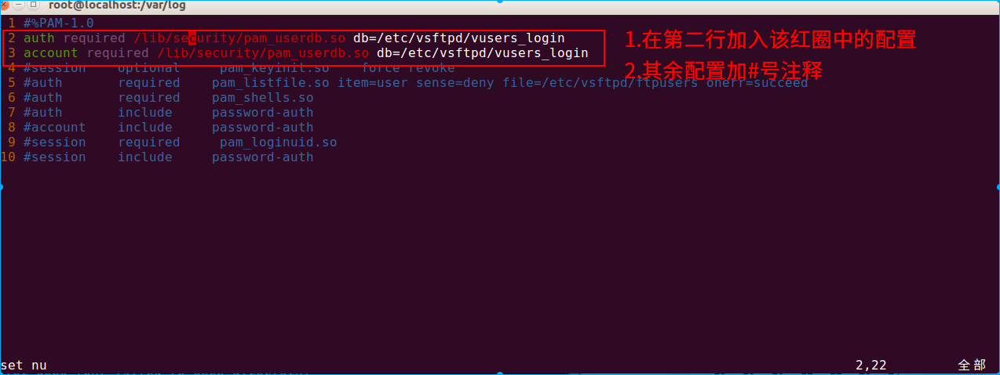 root@localhost:/var/log
1 #%PAM-1.0
2 auth required /lib/security/pam_userdb.so db=/etc/vsftpd/vusers_login
3 account required /lib/security/pam_userdb.so db=/etc/vsftpd/vusers_login
4 #session    optional     pam_keyinit.so    force revoke
5 #auth       required    pam_listfile.so item=user sense=deny file=/etc/vsftpd/ftpusers onerr=succeed
6 #auth       required    pam_shells.so
7 #auth       include     password-auth
8 #account    include     password-auth
9 #session    required     pam_loginuid.so
10 #session    include     password-auth
1.在第二行加入该红圈中的配置
2.其余配置加#号注释
set nu
2,22
全部